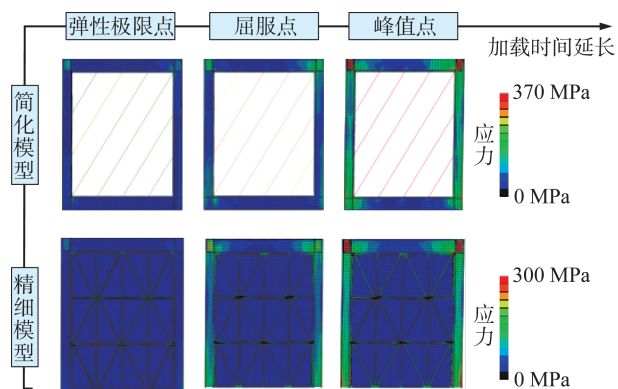 弹性极限点
屈服点
峰值点
加载时间延长
简化模型
370 MPa
应力
0 MPa
精细模型
300 MPa
应力
0 MPa